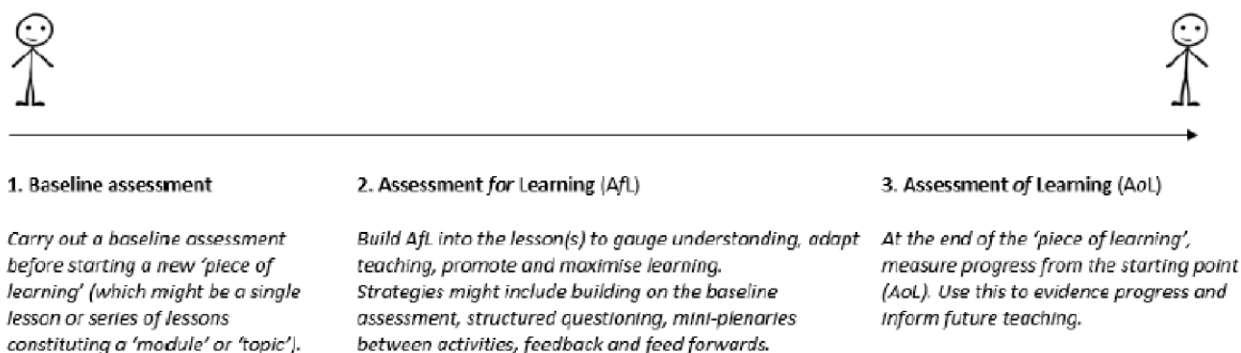 1. Baseline assessment
Carry out a baseline assessment
before starting a new 'piece of
learning' (which might be a single
lesson or series of lessons
constituting a 'module' or 'topic').
2. Assessment for Learning (AfL)
Build AfL into the lesson(s) to gauge understanding, adapt
teaching, promote and maximise learning.
Strategies might include building on the baseline
assessment, structured questioning, mini-plenaries
between activities, feedback and feed forwards.
3. Assessment of Learning (AoL)
At the end of the 'piece of learning',
measure progress from the starting point
(AoL). Use this to evidence progress and
inform future teaching.